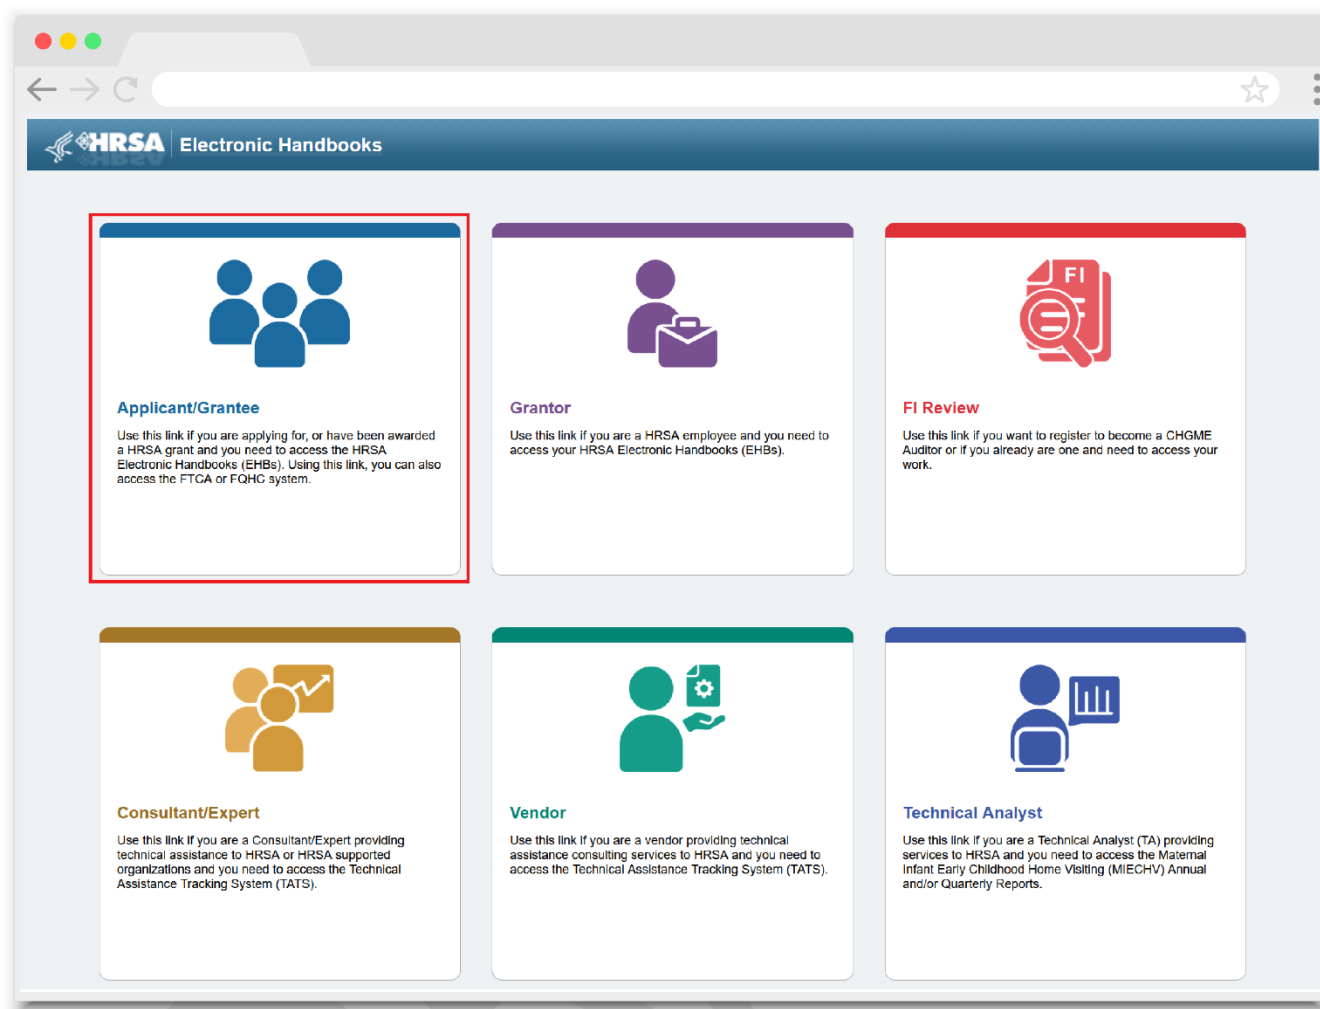 HRSA Electronic Handbooks
Applicant/Grantee
Use this link if you are applying for, or have been awarded
a HRSA grant and you need to access the HRSA
Electronic Handbooks (EHBs). Using this link, you can also
access the FTCA or FQHC system.
Grantor
Use this link if you are a HRSA employee and you need to
access your HRSA Electronic Handbooks (EHBs).
FI
FI Review
Use this link if you want to register to become a CHGME
Auditor or if you already are one and need to access your
work.
Consultant/Expert
Use this link if you are a Consultant/Expert providing
technical assistance to HRSA or HRSA supported
organizations and you need to access the Technical
Assistance Tracking System (TATS).
Vendor
Use this link if you are a vendor providing technical
assistance consulting services to HRSA and you need to
access the Technical Assistance Tracking System (TATS).
Technical Analyst
Use this link if you are a Technical Analyst (TA) providing
services to HRSA and you need to access the Maternal
Infant Early Childhood Home Visiting (MIECHV) Annual
and/or Quarterly Reports.